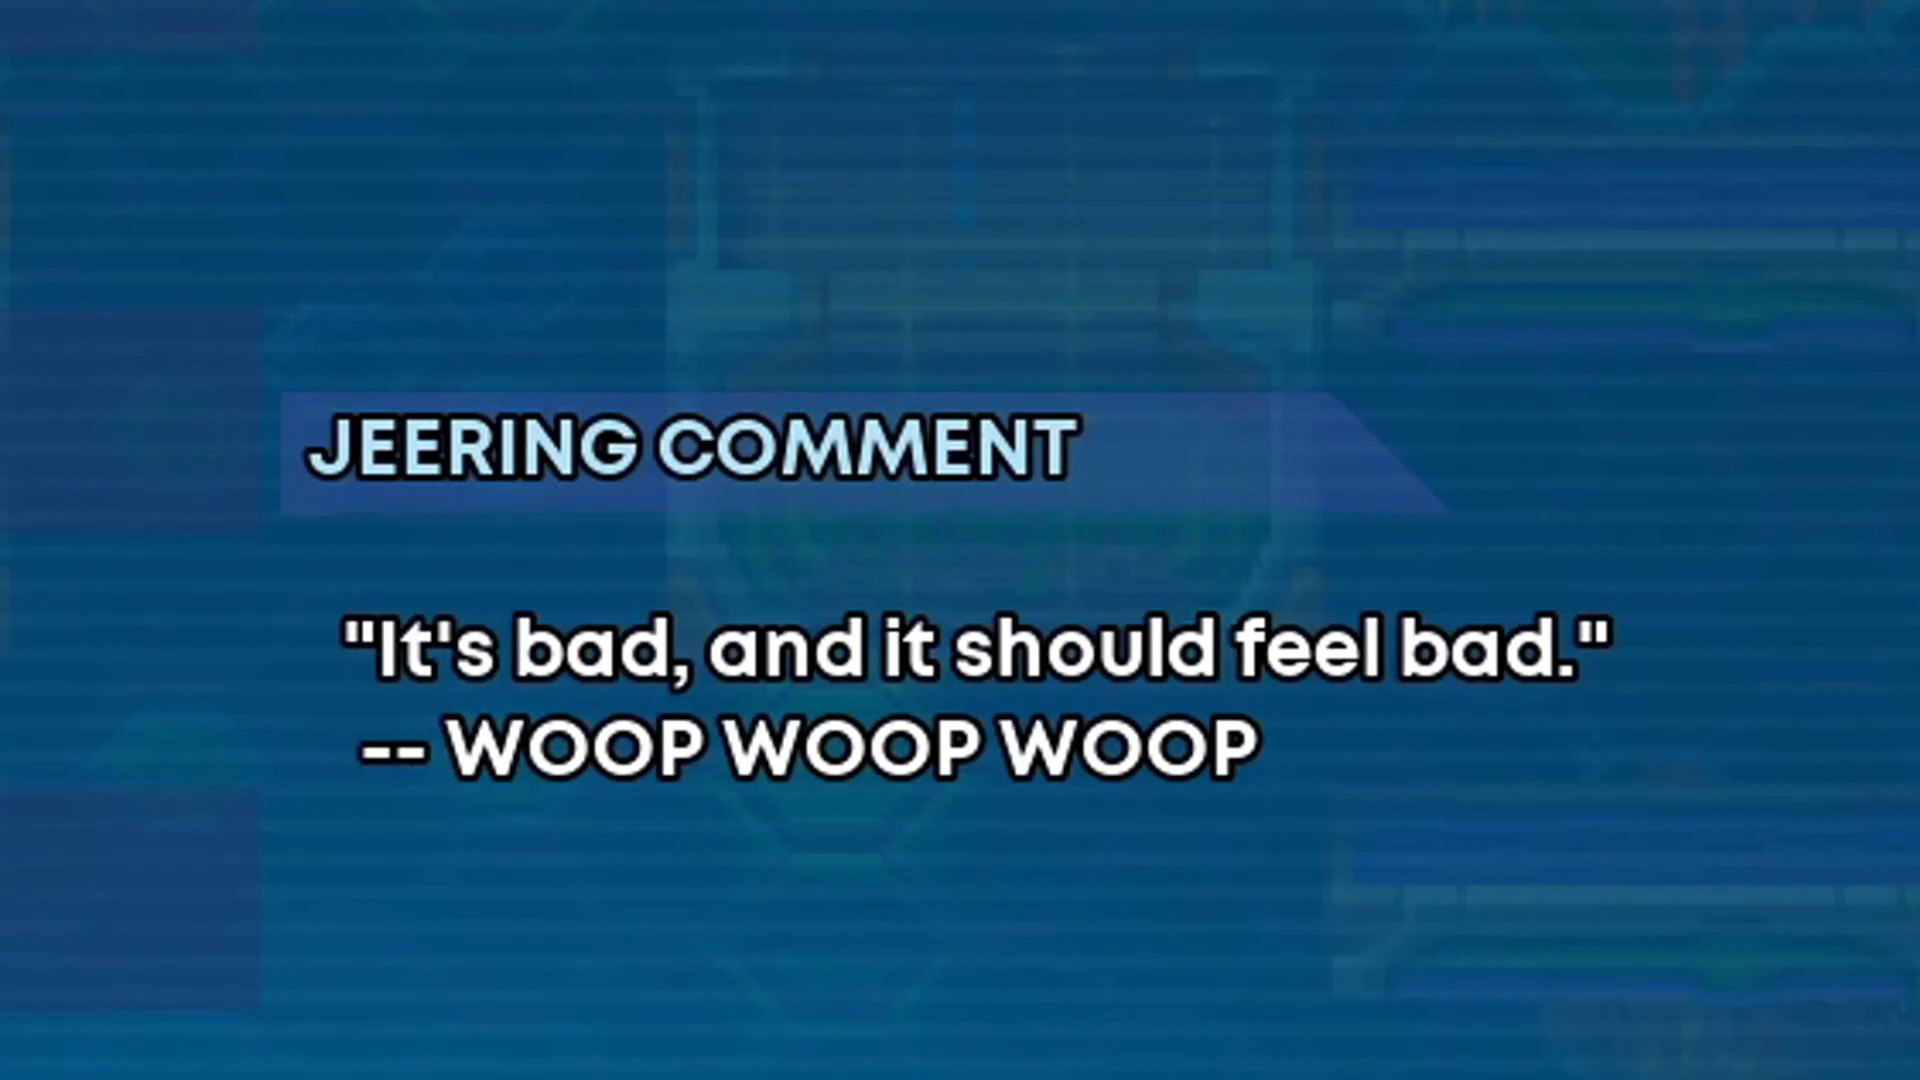 JEERING COMMENT
"It's bad, and it should feel bad."
-- WOOP WOOP WOOP